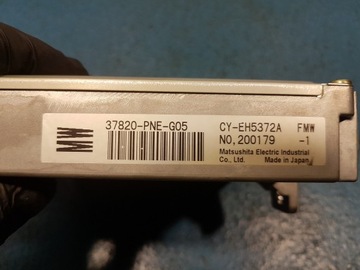 37820-PNE-G05 CY-EH5372A FMW
MW NO,200179 -1
Matsushita Electric Industrial
Co., Ltd. Made in Japan